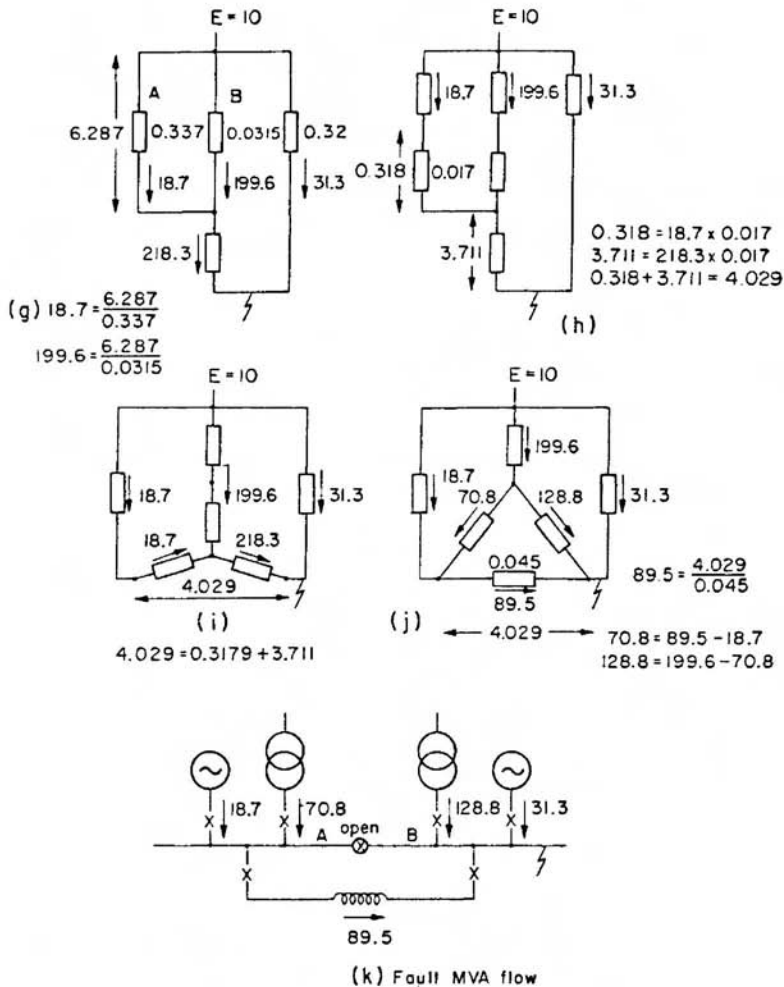 E = 10
A
B
6.287
0.337
0.0315
0.32
18.7
199.6
31.3
218.3
(g) 18.7 = 6.287
0.337
199.6 = 6.287
0.0315
E = 10
18.7
199.6
31.3
0.318
0.017
3.711
0.318 = 18.7 x 0.017
3.711 = 218.3 x 0.017
0.318 + 3.711 = 4.029
(h)
E = 10
18.7
199.6
31.3
18.7
218.3
4.029
(i)
4.029 = 0.3179 + 3.711
E = 10
199.6
18.7
70.8
128.8
31.3
0.045
89.5
89.5 = 4.029
0.045
(j)
4.029
70.8 = 89.5 - 18.7
128.8 = 199.6 - 70.8
18.7
70.8
128.8
31.3
A
open
B
89.5
(k) Fault MVA flow